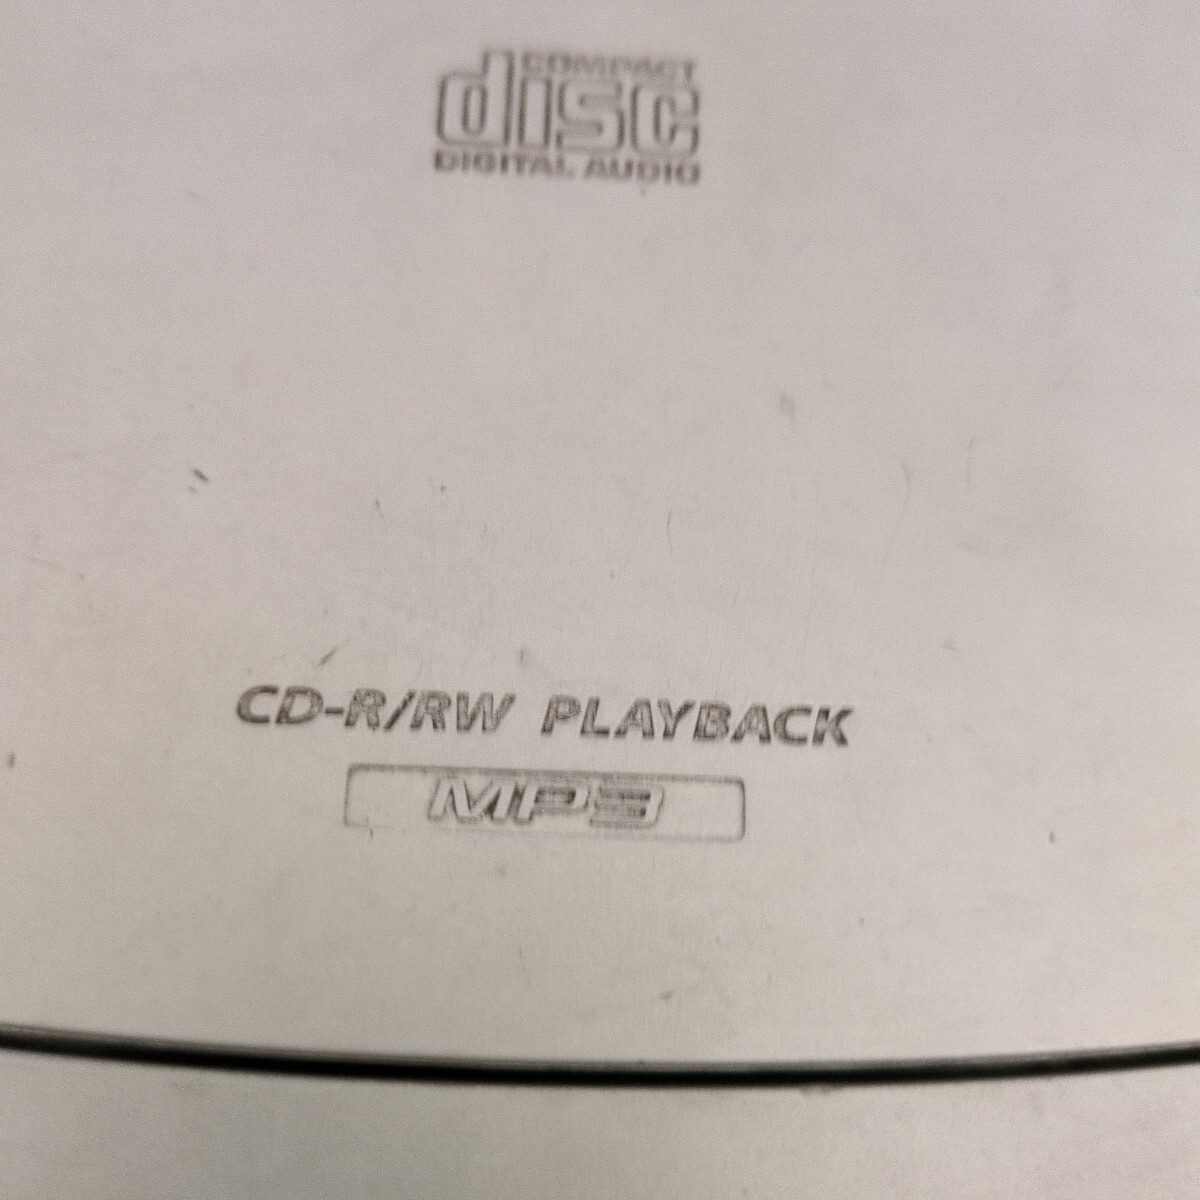 COMPACT
disc
DIGITAL AUDIO
CD-R/RW PLAYBACK
MP3